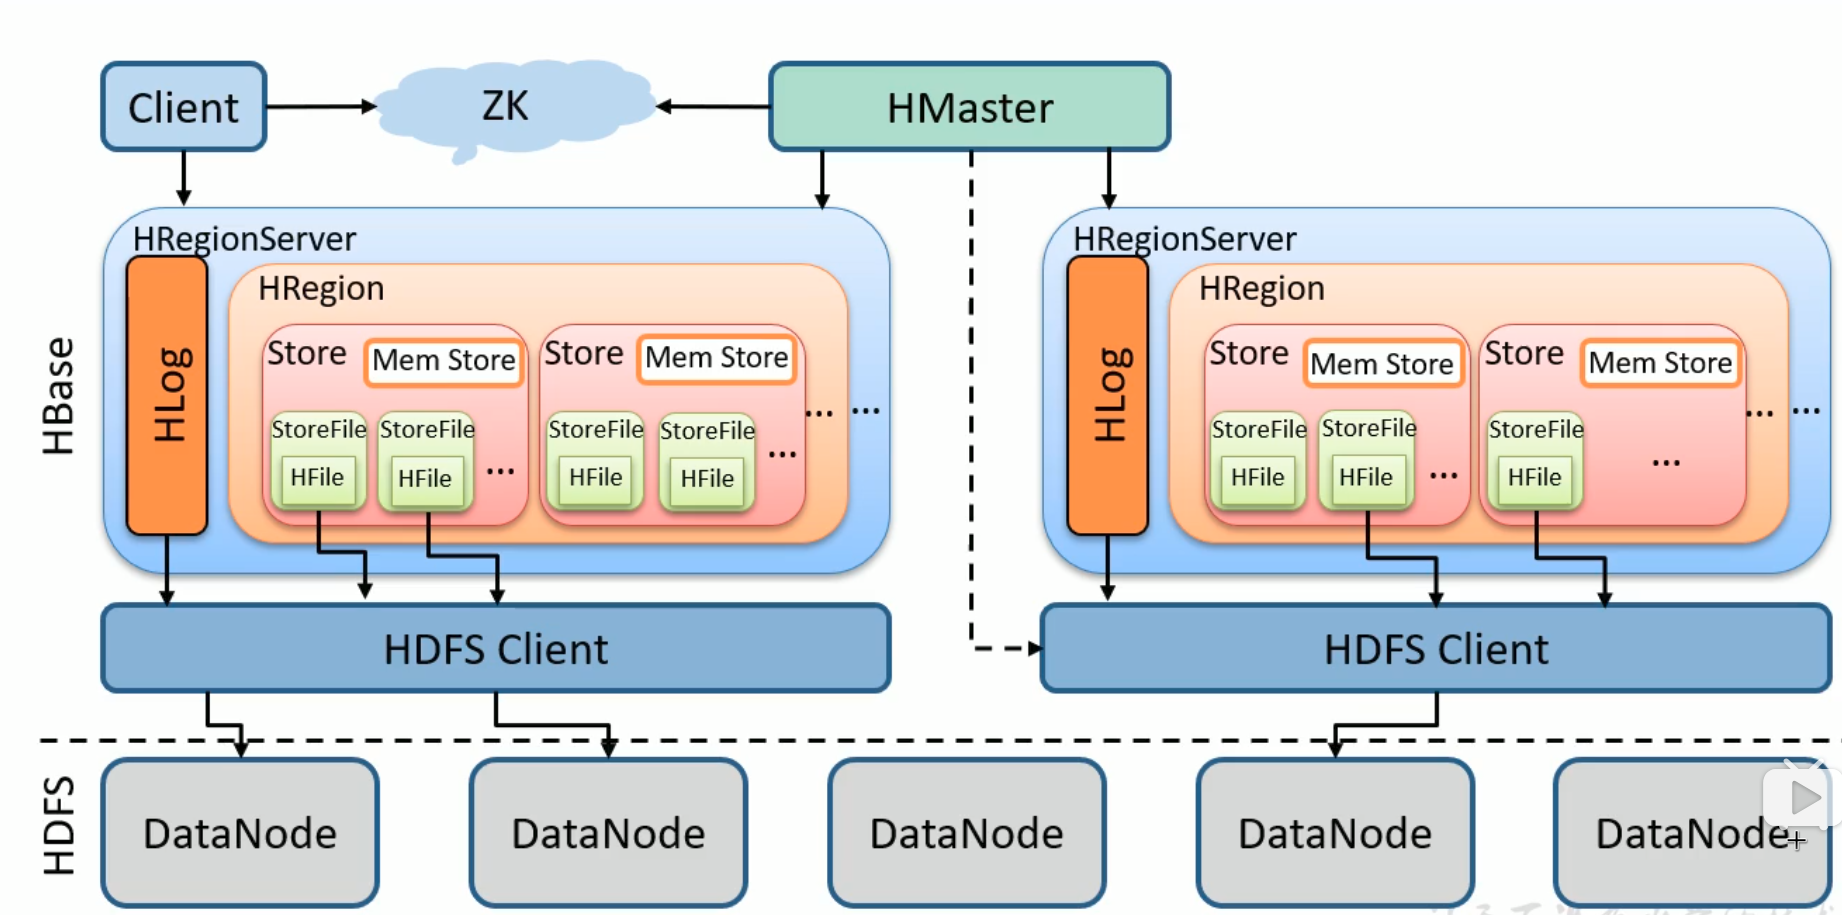 Client
ZK
HMaster
HBase
HRegionServer
HLog
HRegion
Store
Mem Store
StoreFile
HFile
StoreFile
HFile
...
Store
Mem Store
StoreFile
HFile
StoreFile
HFile
...
...
...
HRegionServer
HLog
HRegion
Store
Mem Store
StoreFile
HFile
StoreFile
HFile
...
Store
Mem Store
StoreFile
HFile
...
...
...
HDFS Client
HDFS Client
HDFS
DataNode
DataNode
DataNode
DataNode
DataNode